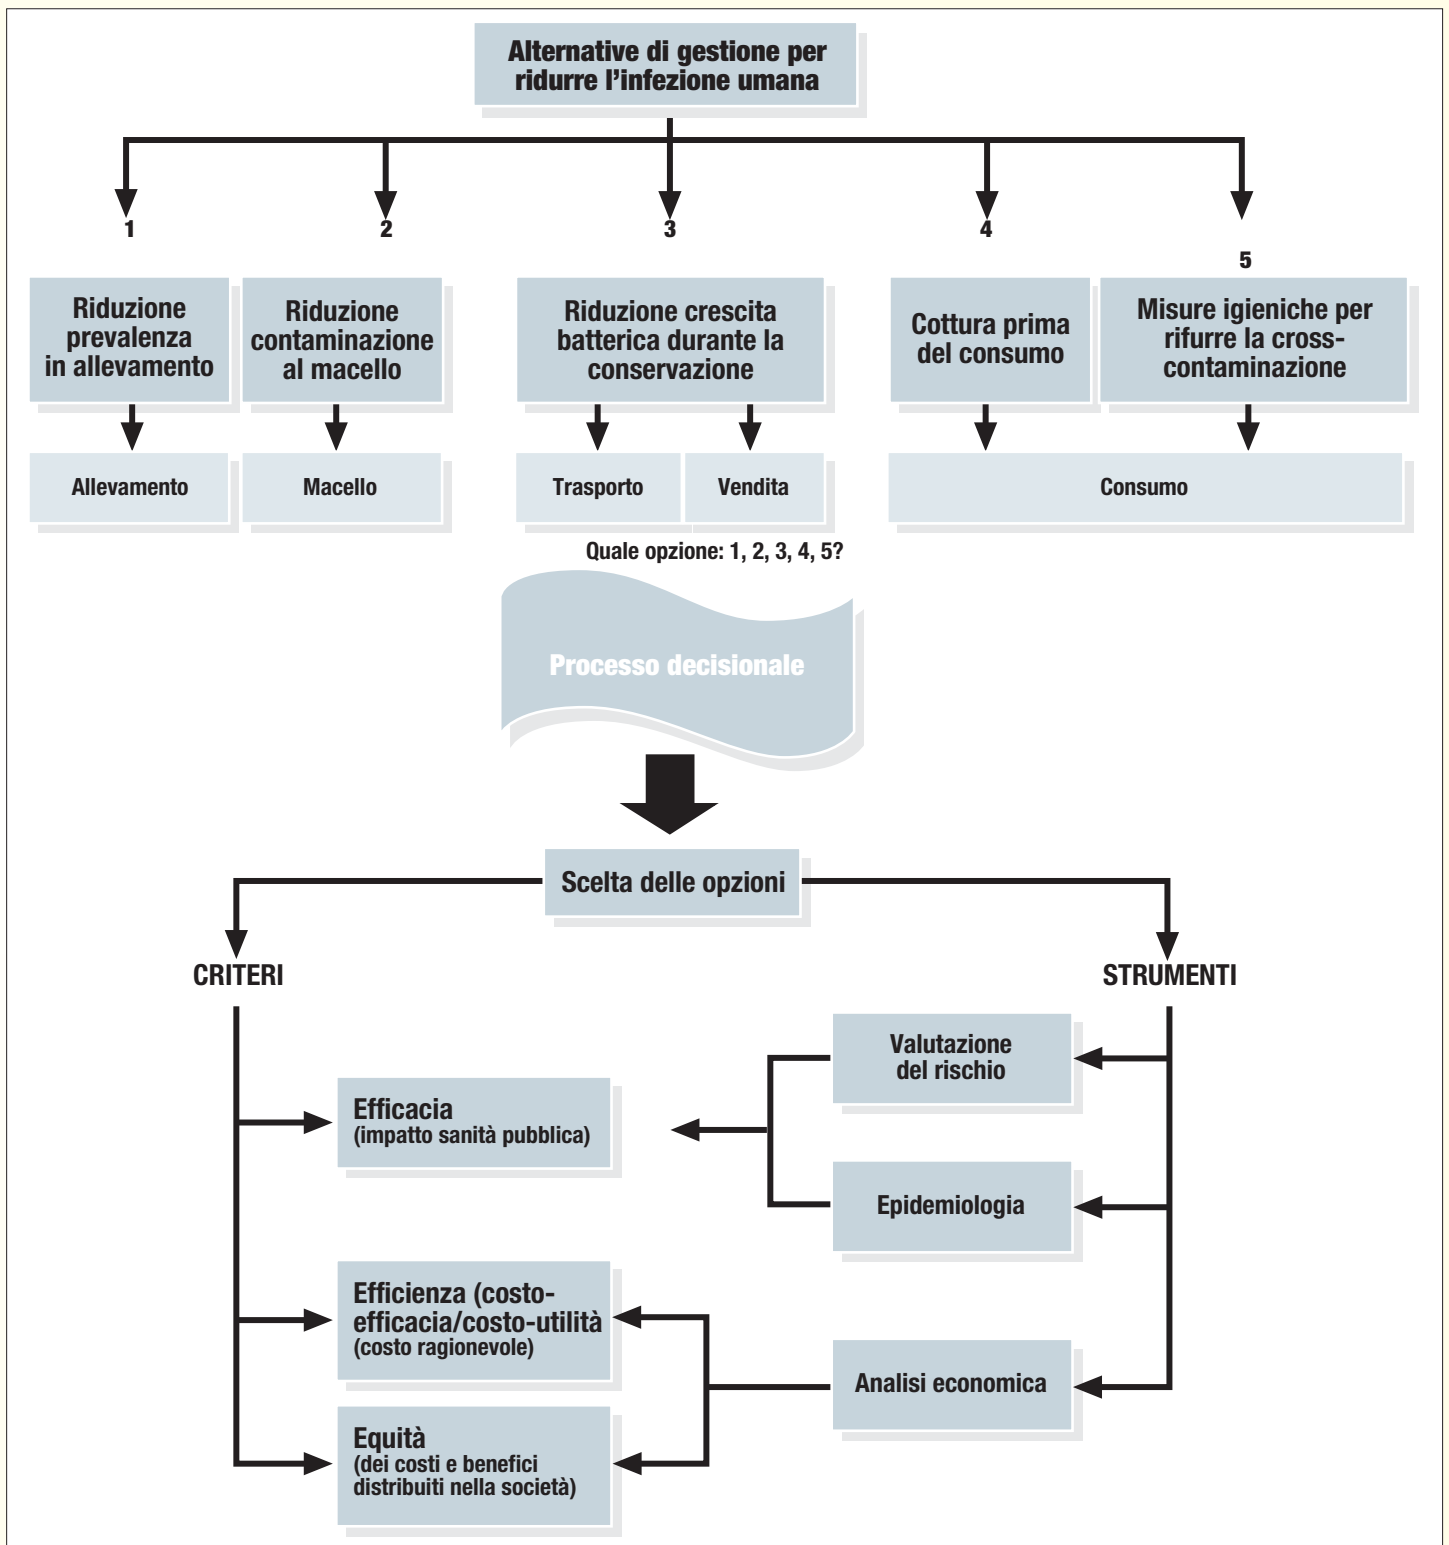 Alternative di gestione per
ridurre l'infezione umana
1
2
3
4
5
Riduzione
prevalenza
in allevamento
Riduzione
contaminazione
al macello
Riduzione crescita
batterica durante la
conservazione
Cottura prima
del consumo
Misure igieniche per
rifurre la cross-
contaminazione
Allevamento
Macello
Trasporto
Vendita
Consumo
Quale opzione: 1, 2, 3, 4, 5?
Processo decisionale
Scelta delle opzioni
CRITERI
STRUMENTI
Efficacia
(impatto sanità pubblica)
Efficienza (costo-
efficacia/costo-utilità
(costo ragionevole)
Equità
(dei costi e benefici
distribuiti nella società)
Valutazione
del rischio
Epidemiologia
Analisi economica